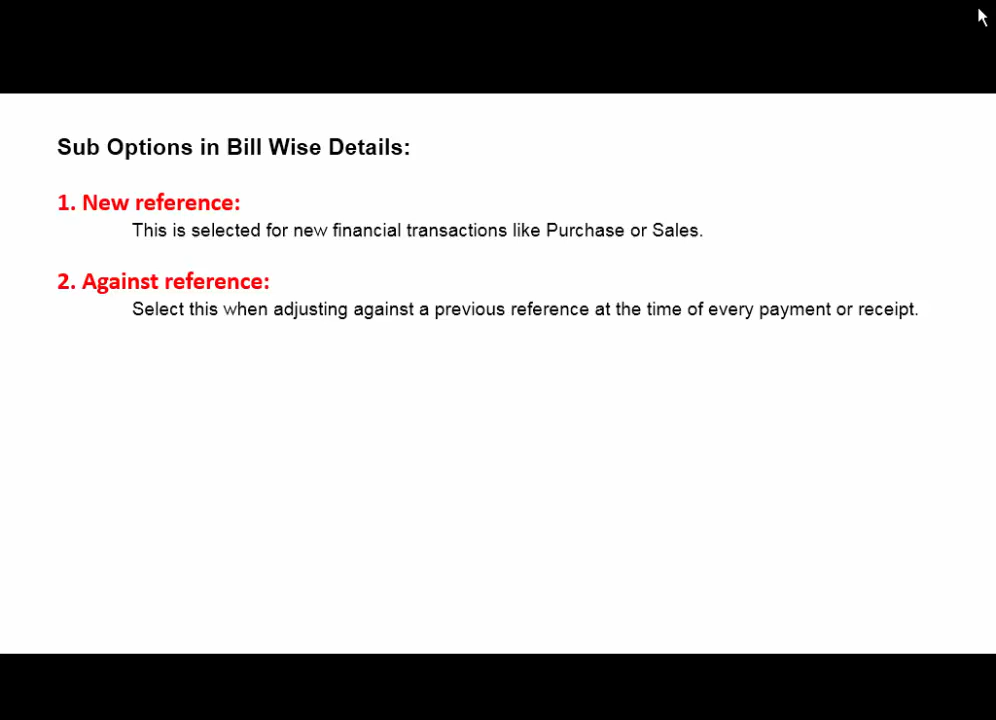 Sub Options in Bill Wise Details:
1. New reference:
This is selected for new financial transactions like Purchase or Sales.
2. Against reference:
Select this when adjusting against a previous reference at the time of every payment or receipt.